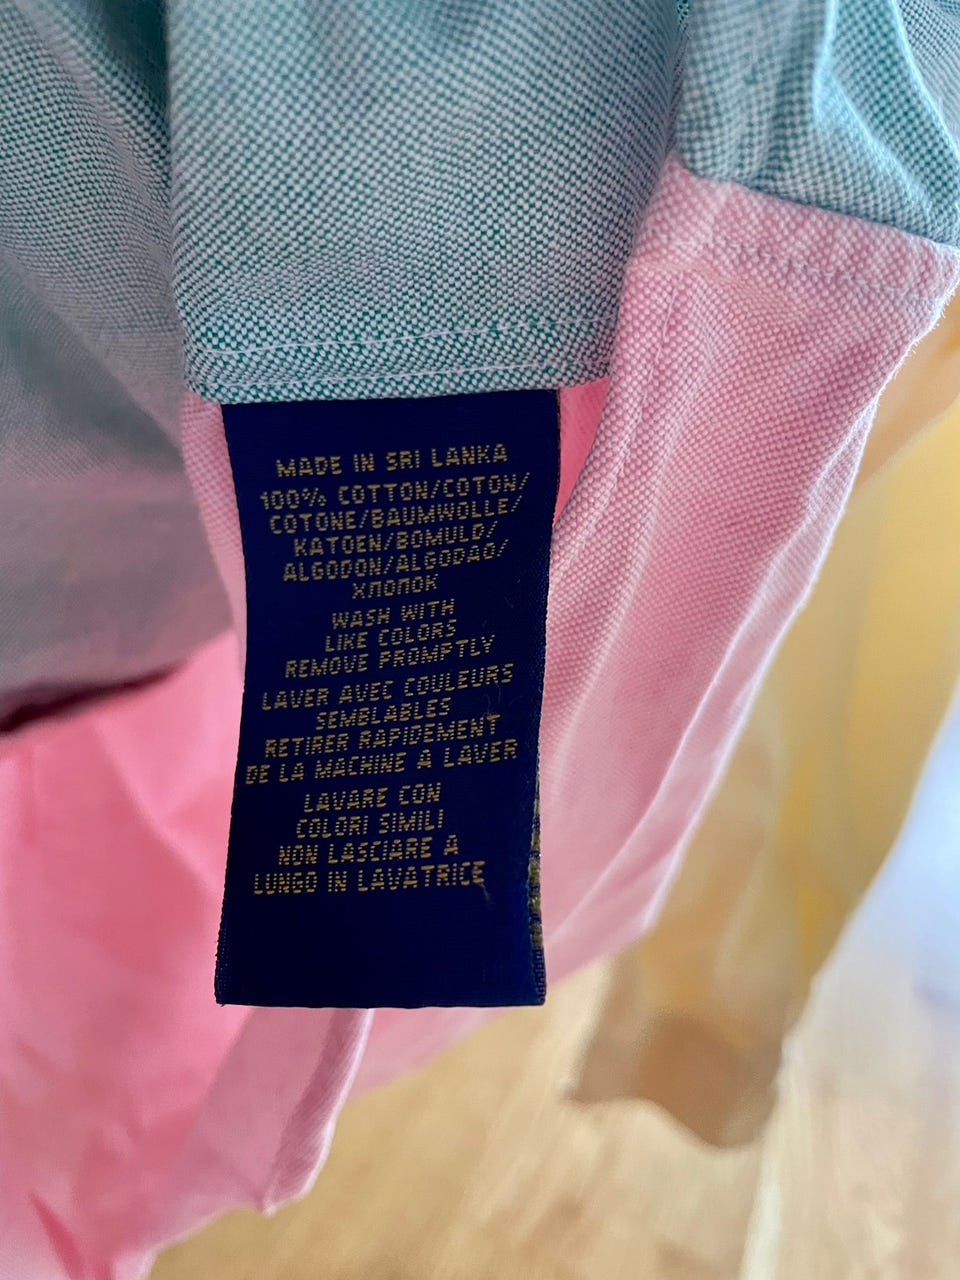 MADE IN SRI LANKA
100% COTTON/COTON/
COTONE/BAUMWOLLE/
KATOEN/BOMULD/
ALGODON/ALGODAO/
ХЛОПОК
WASH WITH
LIKE COLORS
REMOVE PROMPTLY
LAVER AVEC COULEURS
SEMBLABLES
RETIRER RAPIDEMENT
DE LA MACHINE A LAVER
LAVARE CON
COLORI SIMILI
NON LASCIARE A
LUNGO IN LAVATRICE